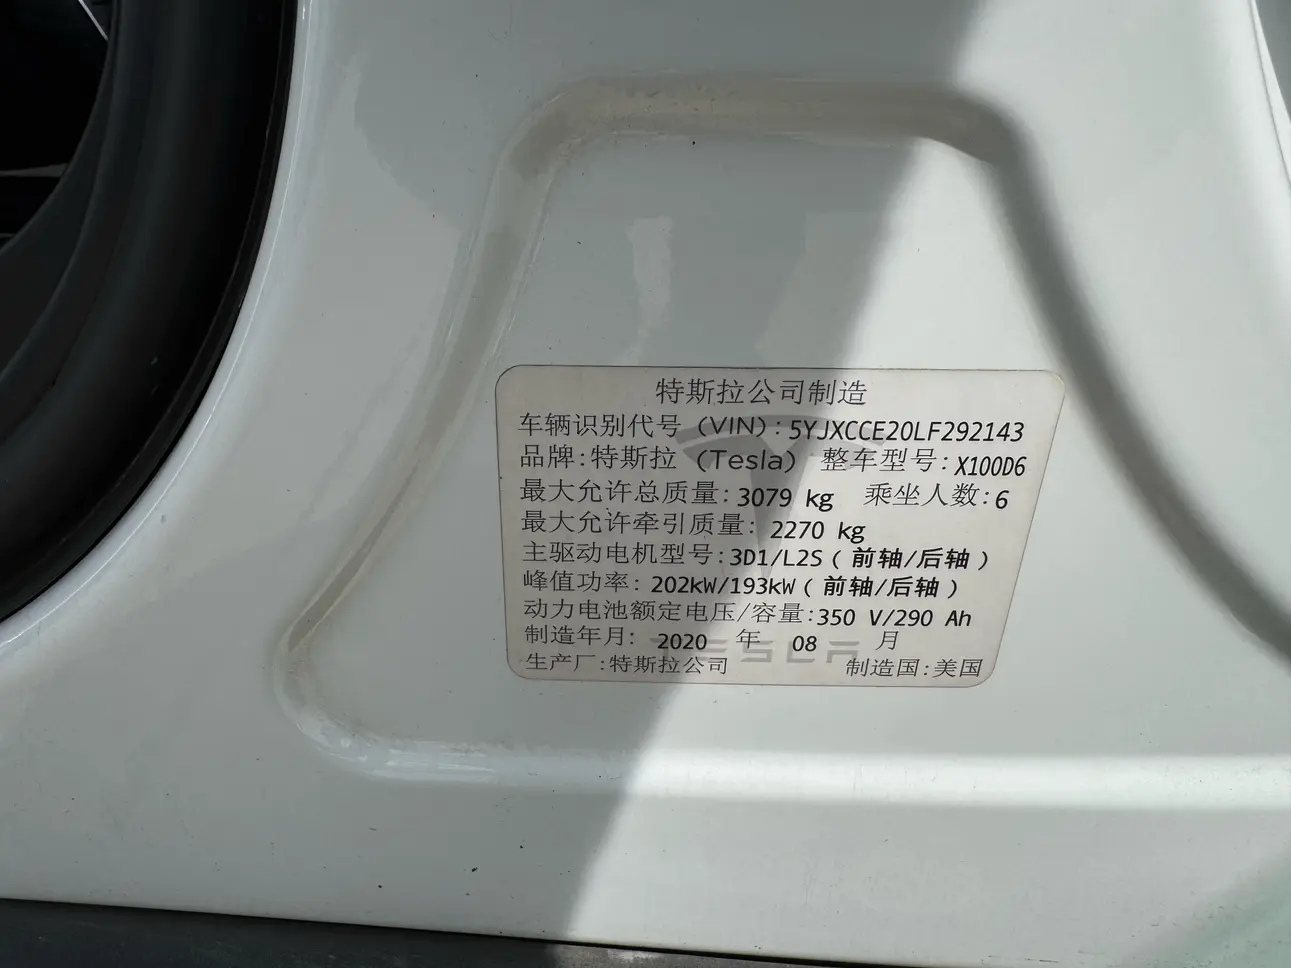 特斯拉公司制造
车辆识别代号 (VIN): 5YJXCCE20LF292143
品牌: 特斯拉 (Tesla) 整车型号: X100D6
最大允许总质量: 3079 kg 乘坐人数: 6
最大允许牵引质量: 2270 kg
主驱动电机型号: 3D1/L2S ( 前轴/后轴 )
峰值功率: 202kW/193kW ( 前轴/后轴 )
动力电池额定电压/容量: 350 V/290 Ah
制造年月: 2020 年 08 月
TESLA
生产厂: 特斯拉公司 制造国: 美国